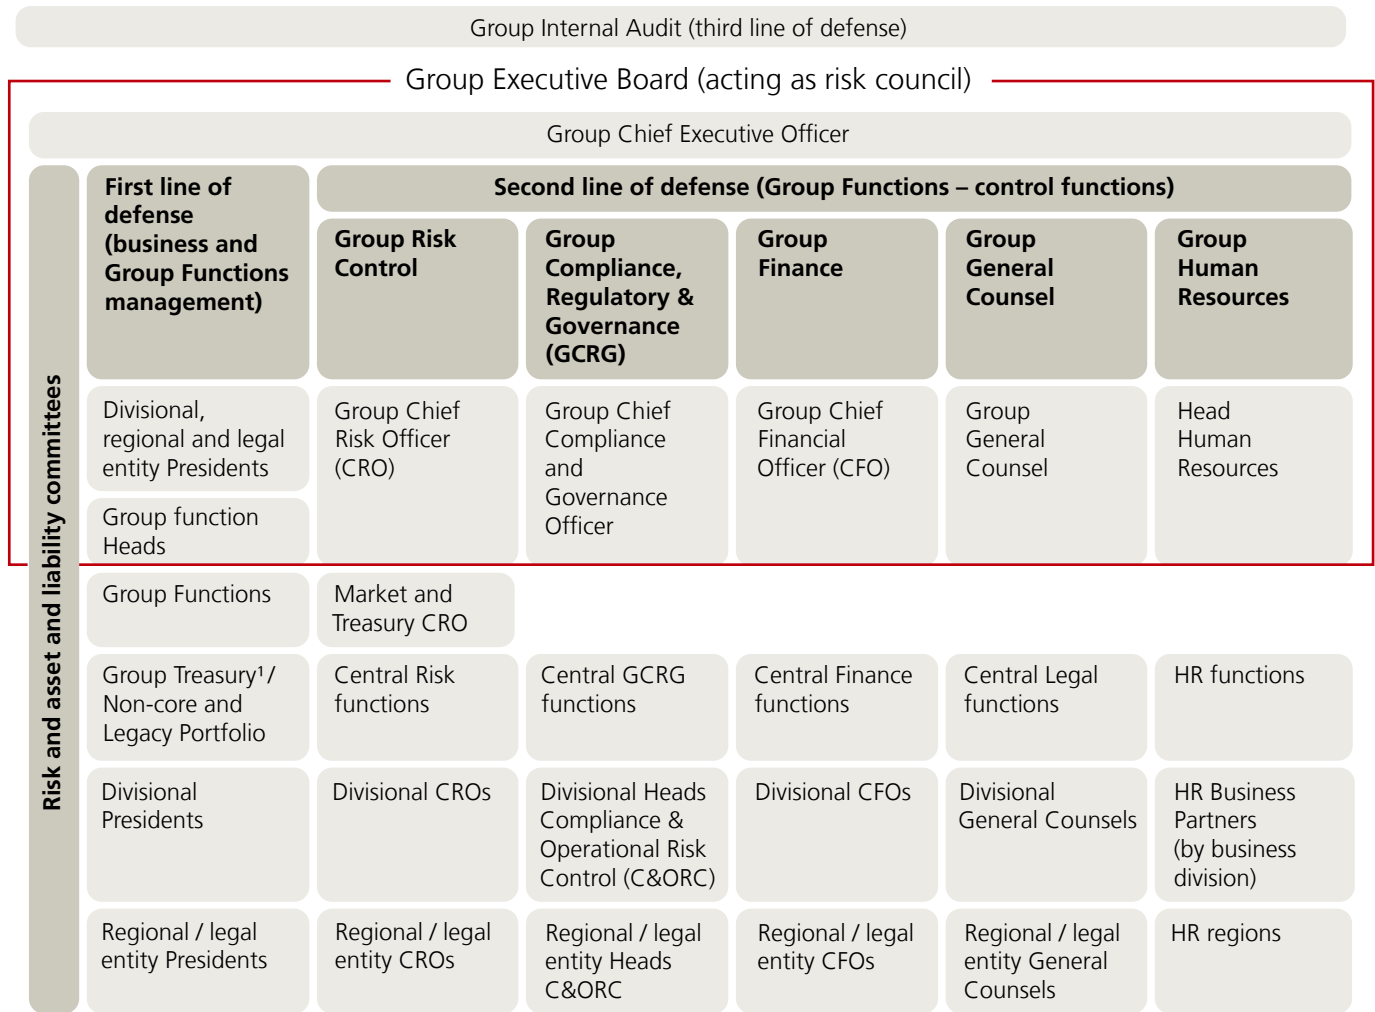 Group Internal Audit (third line of defense)
Group Executive Board (acting as risk council)
Group Chief Executive Officer
Risk and asset and liability committees
First line of
defense
(business and
Group Functions
management)
Second line of defense (Group Functions – control functions)
Group Risk
Control
Group
Compliance,
Regulatory &
Governance
(GCRG)
Group
Finance
Group
General
Counsel
Group
Human
Resources
Divisional,
regional and legal
entity Presidents
Group function
Heads
Group Chief
Risk Officer
(CRO)
Group Chief
Compliance
and
Governance
Officer
Group Chief
Financial
Officer (CFO)
Group
General
Counsel
Head
Human
Resources
Group Functions
Market and
Treasury CRO
Group Treasury¹/
Non-core and
Legacy Portfolio
Central Risk
functions
Central GCRG
functions
Central Finance
functions
Central Legal
functions
HR functions
Divisional
Presidents
Divisional CROs
Divisional Heads
Compliance &
Operational Risk
Control (C&ORC)
Divisional CFOs
Divisional
General Counsels
HR Business
Partners
(by business
division)
Regional / legal
entity Presidents
Regional / legal
entity CROs
Regional / legal
entity Heads
C&ORC
Regional / legal
entity CFOs
Regional / legal
entity General
Counsels
HR regions